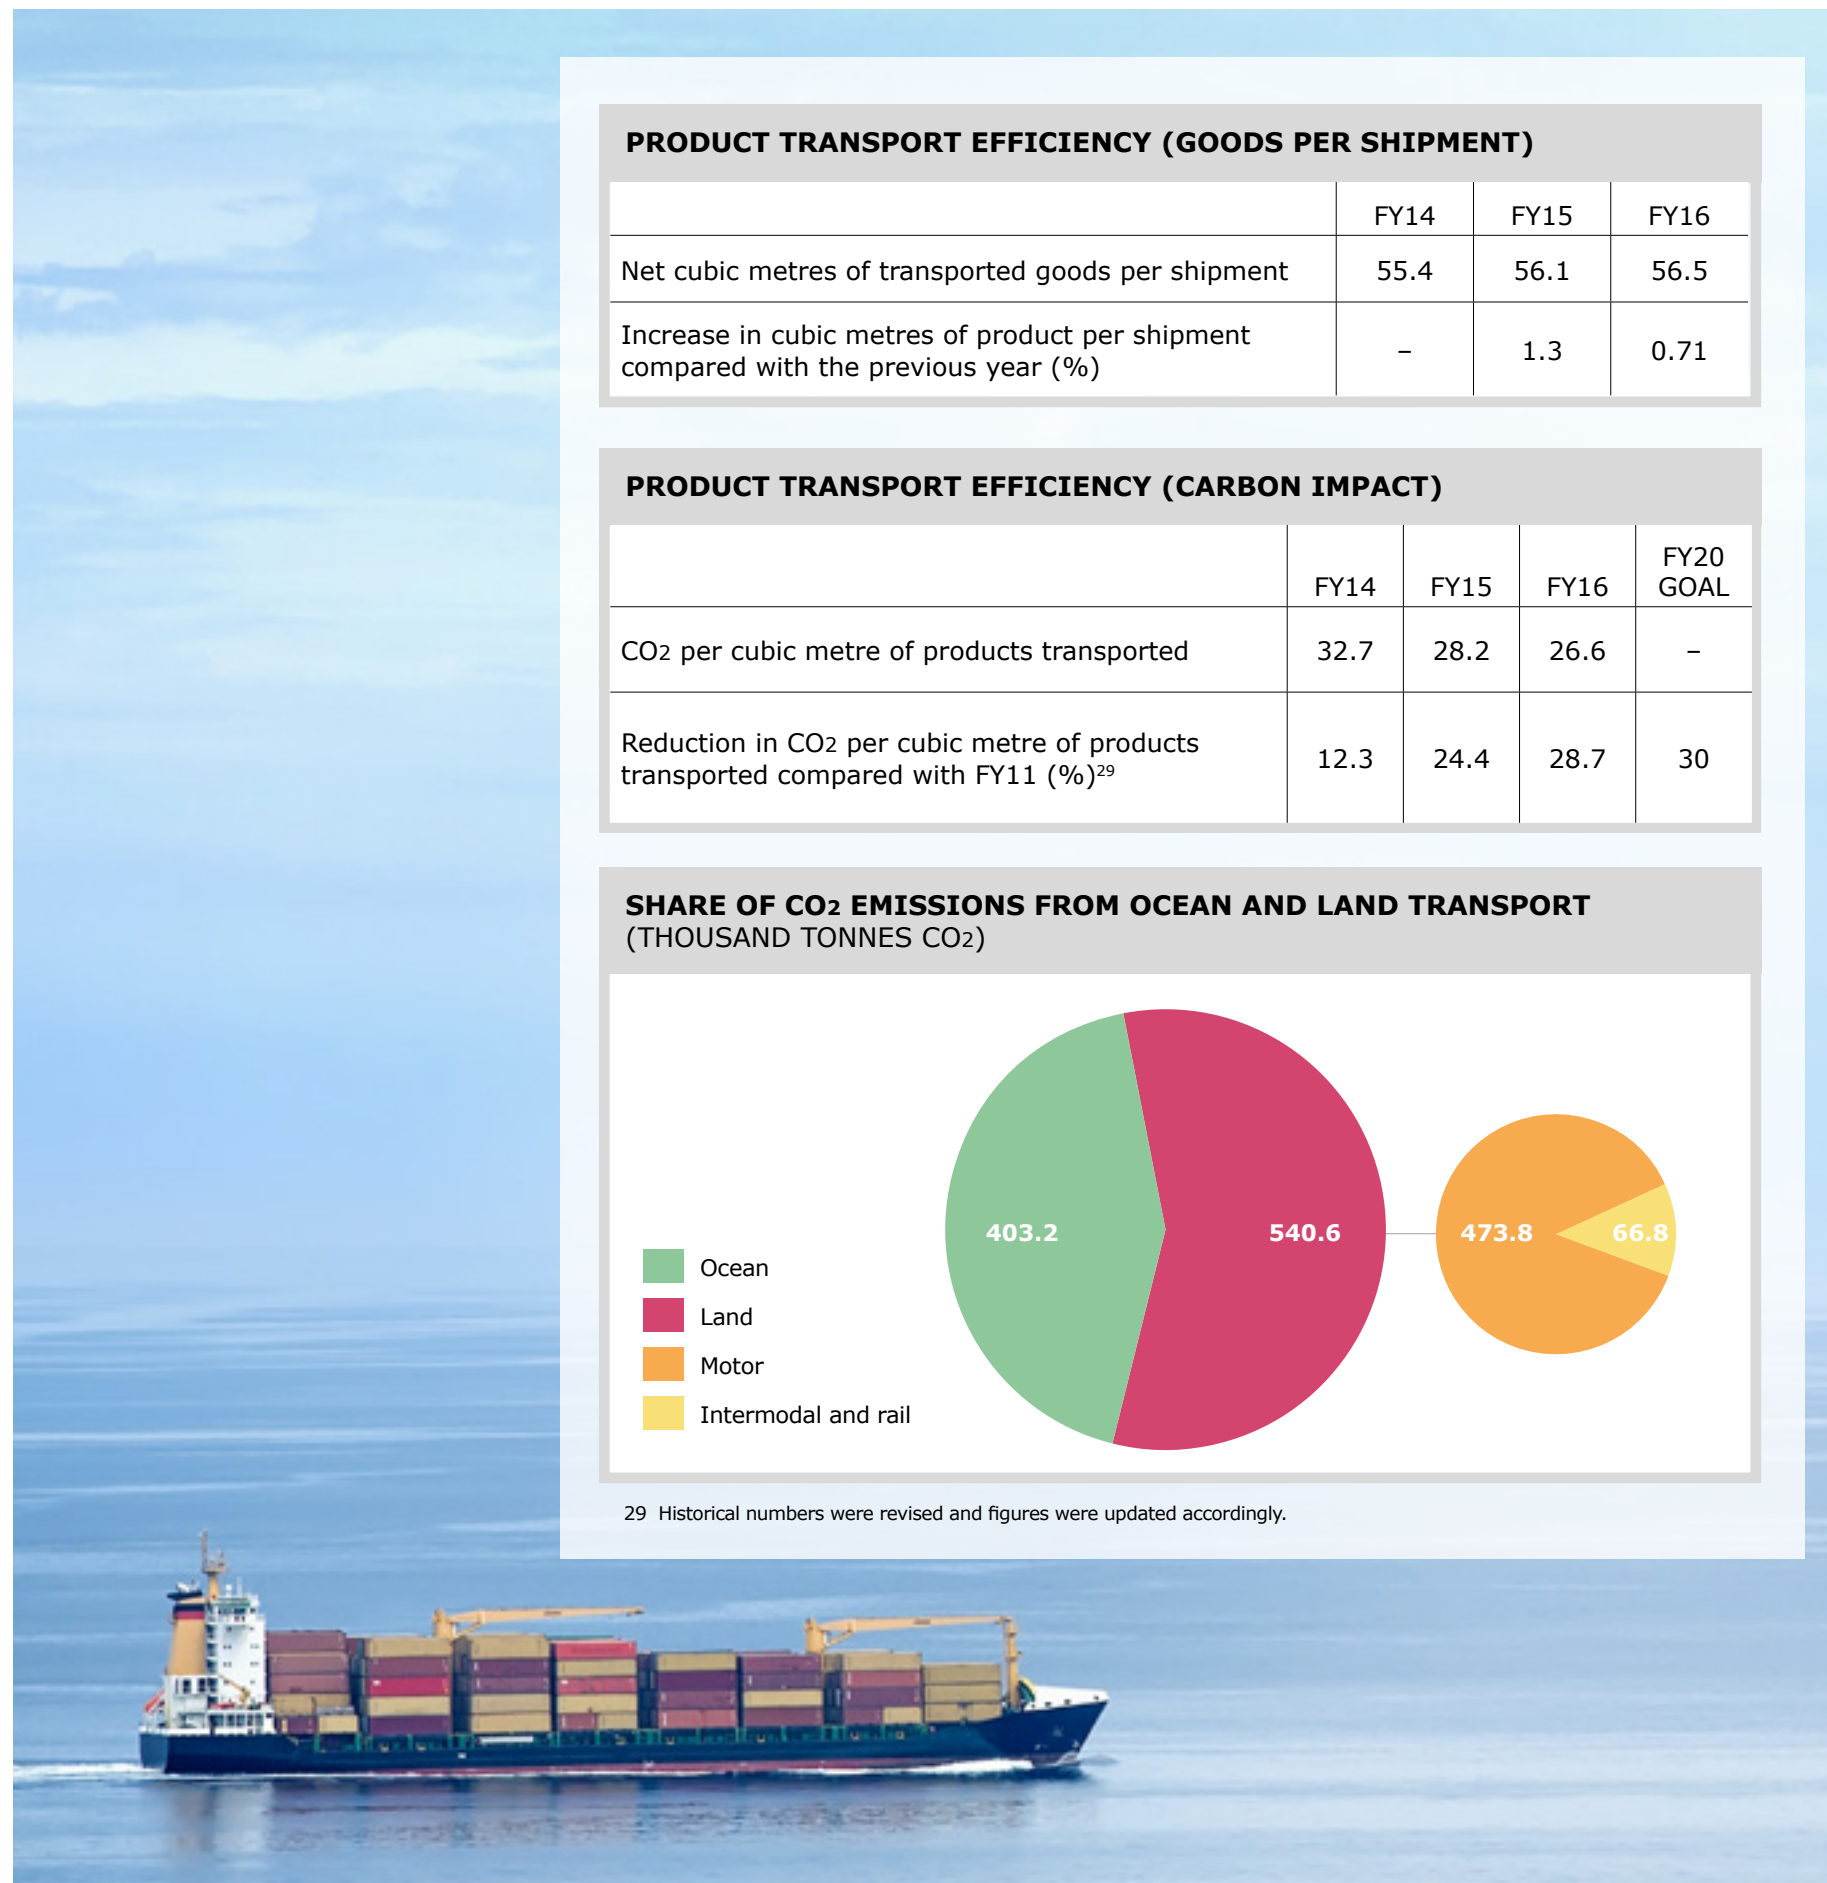 PRODUCT TRANSPORT EFFICIENCY (GOODS PER SHIPMENT)
FY14 FY15 FY16
Net cubic metres of transported goods per shipment 55.4 56.1 56.5
Increase in cubic metres of product per shipment
compared with the previous year (%) – 1.3 0.71
PRODUCT TRANSPORT EFFICIENCY (CARBON IMPACT)
FY14 FY15 FY16 FY20
GOAL
CO2 per cubic metre of products transported 32.7 28.2 26.6 –
Reduction in CO2 per cubic metre of products
transported compared with FY11 (%)29 12.3 24.4 28.7 30
SHARE OF CO2 EMISSIONS FROM OCEAN AND LAND TRANSPORT
(THOUSAND TONNES CO2)
403.2 540.6 473.8 66.8
Ocean
Land
Motor
Intermodal and rail
29 Historical numbers were revised and figures were updated accordingly.